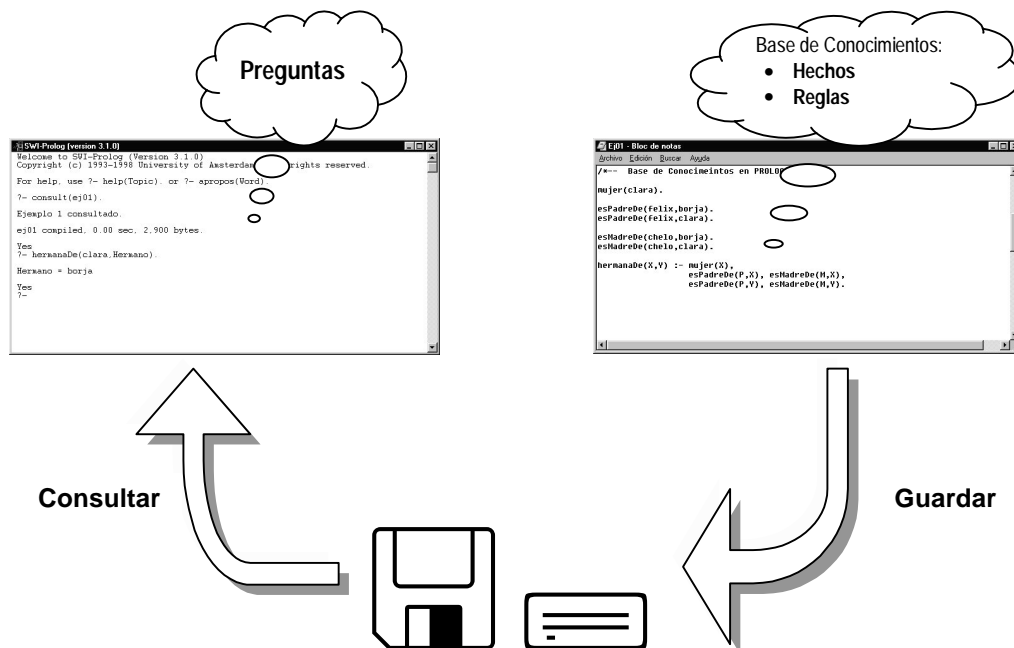 Preguntas
Base de Conocimientos:
• Hechos
• Reglas
SWI-Prolog (version 3.1.0)
Welcome to SWI-Prolog (Version 3.1.0)
Copyright (c) 1993-1998 University of Amsterda rights reserved.
For help, use ?- help(Topic). or ?- apropos(Word).
?- consult(ej01).
Ejemplo 1 consultado.
ej01 compiled, 0.00 sec, 2,900 bytes.
Yes
?- hermanaDe(clara,Hermano).
Hermano = borja
Yes
?-
Ej01 - Bloc de notas
Archivo Edición Buscar Ayuda
/*-- Base de Conocimeintos en PROLO
mujer(clara).
esPadreDe(felix,borja).
esPadreDe(felix,clara).
esMadreDe(chelo,borja).
esMadreDe(chelo,clara).
hermanaDe(X,Y) :- mujer(X),
esPadreDe(P,X), esMadreDe(M,X),
esPadreDe(P,Y), esMadreDe(M,Y).
Consultar
Guardar